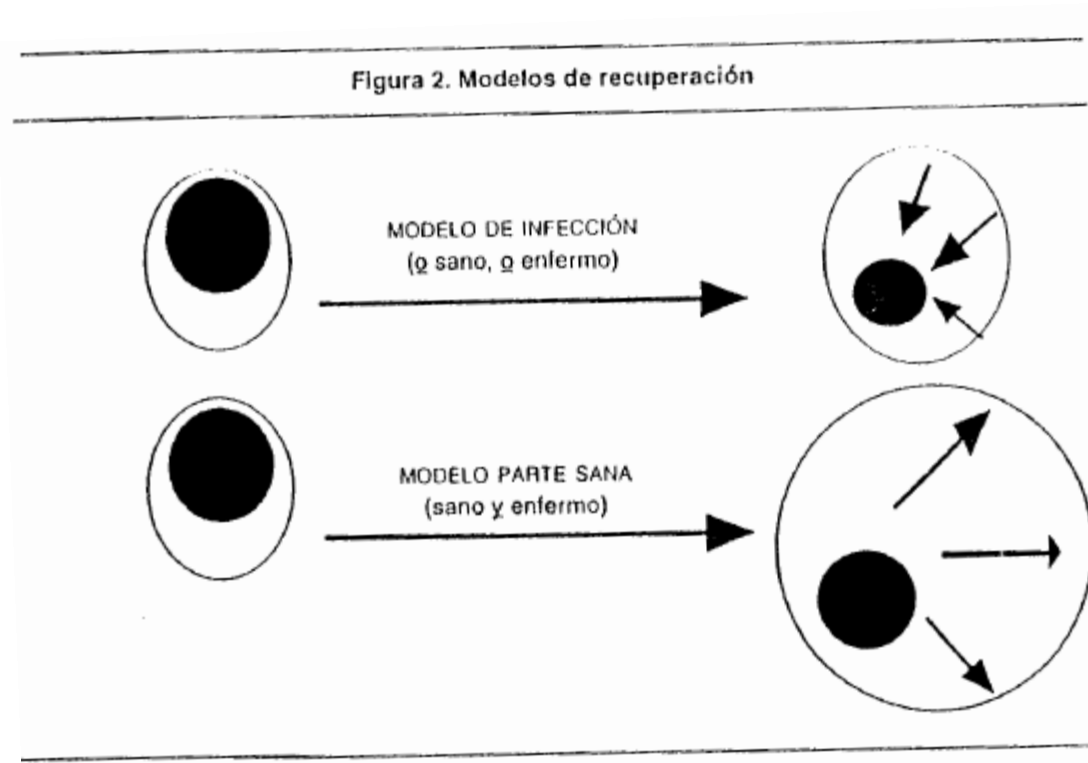 Figura 2. Modelos de recuperación
MODELO DE INFECCIÓN
(o sano, o enfermo)
MODELO PARTE SANA
(sano y enfermo)